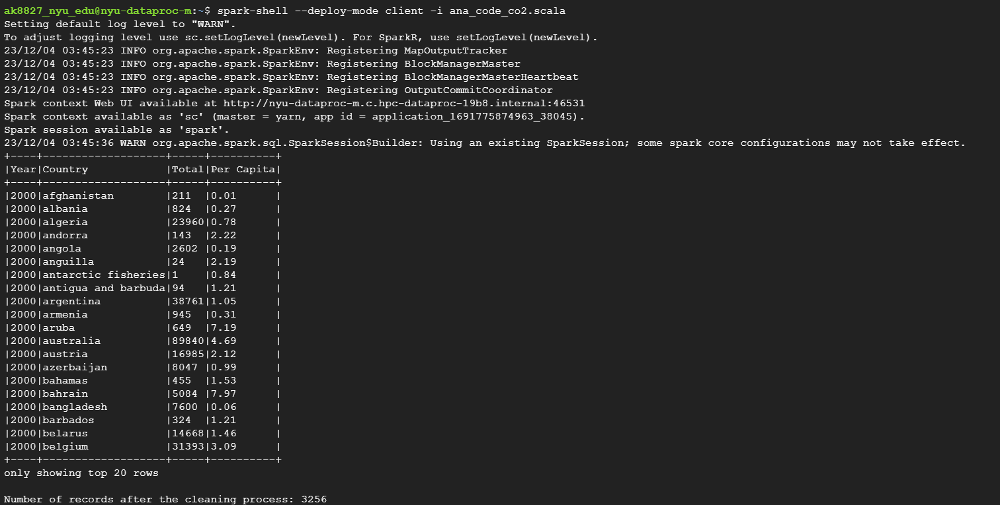 ak8827_nyu_edu@nyu-dataproc-m:~$ spark-shell --deploy-mode client -i ana_code_co2.scala
Setting default log level to "WARN".
To adjust logging level use sc.setLogLevel(newLevel). For SparkR, use setLogLevel(newLevel).
23/12/04 03:45:23 INFO org.apache.spark.SparkEnv: Registering MapOutputTracker
23/12/04 03:45:23 INFO org.apache.spark.SparkEnv: Registering BlockManagerMaster
23/12/04 03:45:23 INFO org.apache.spark.SparkEnv: Registering BlockManagerMasterHeartbeat
23/12/04 03:45:23 INFO org.apache.spark.SparkEnv: Registering OutputCommitCoordinator
Spark context Web UI available at http://nyu-dataproc-m.c.hpc-dataproc-19b8.internal:46531
Spark context available as 'sc' (master = yarn, app id = application_1691775874963_38045).
Spark session available as 'spark'.
23/12/04 03:45:36 WARN org.apache.spark.sql.SparkSession$Builder: Using an existing SparkSession; some spark core configurations may not take effect.
+----+-------------------+-----+----------+
|Year|Country            |Total|Per Capita|
+----+-------------------+-----+----------+
|2000|afghanistan        |211  |0.01      |
|2000|albania            |824  |0.27      |
|2000|algeria            |23960|0.78      |
|2000|andorra            |143  |2.22      |
|2000|angola             |2602 |0.19      |
|2000|anguilla           |24   |2.19      |
|2000|antarctic fisheries|1    |0.84      |
|2000|antigua and barbuda|94   |1.21      |
|2000|argentina          |38761|1.05      |
|2000|armenia            |945  |0.31      |
|2000|aruba              |649  |7.19      |
|2000|australia          |89840|4.69      |
|2000|austria            |16985|2.12      |
|2000|azerbaijan         |8047 |0.99      |
|2000|bahamas            |455  |1.53      |
|2000|bahrain            |5084 |7.97      |
|2000|bangladesh         |7600 |0.06      |
|2000|barbados           |324  |1.21      |
|2000|belarus            |14668|1.46      |
|2000|belgium            |31393|3.09      |
+----+-------------------+-----+----------+
only showing top 20 rows
Number of records after the cleaning process: 3256